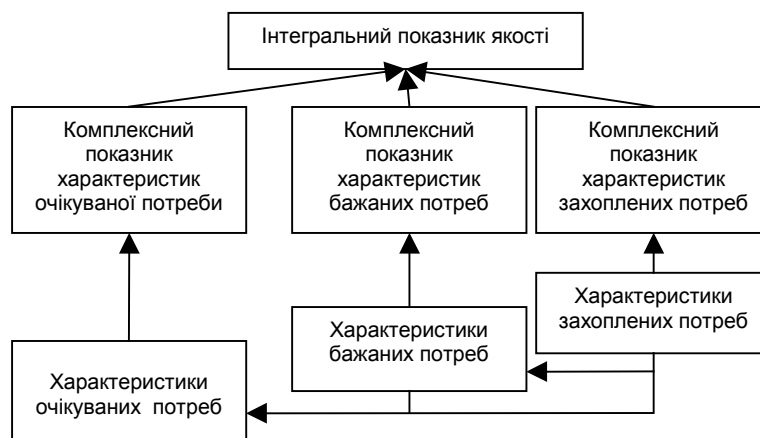 Інтегральний показник якості
Комплексний
показник
характеристик
очікуваної потреби
Комплексний
показник
характеристик
бажаних потреб
Комплексний
показник
характеристик
захоплених потреб
Характеристики
захоплених потреб
Характеристики
бажаних потреб
Характеристики
очікуваних потреб